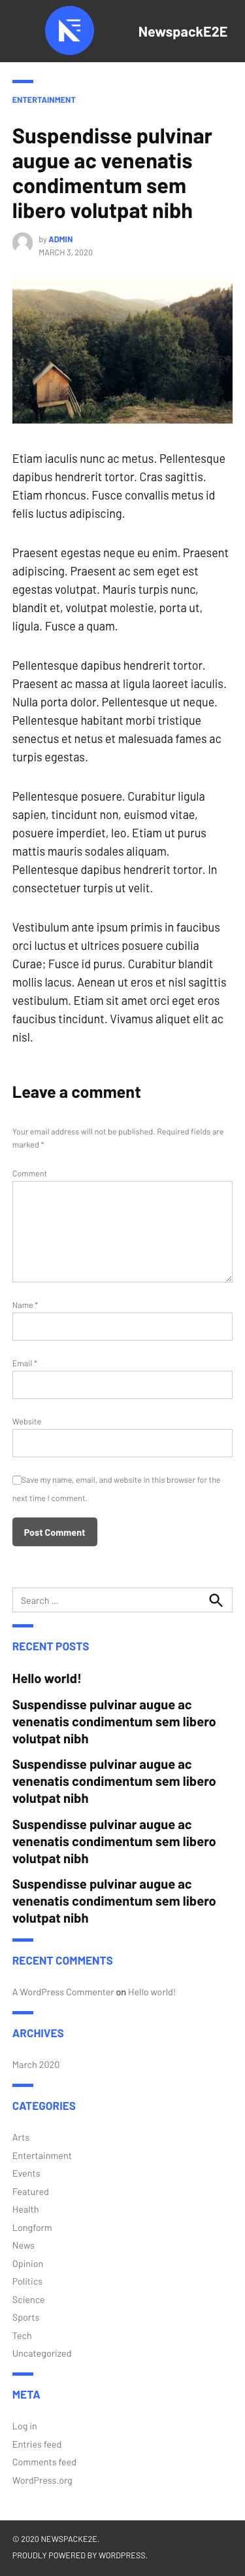 NewspackE2E
ENTERTAINMENT
Suspendisse pulvinar
augue ac venenatis
condimentum sem
libero volutpat nibh
by ADMIN
MARCH 3, 2020
Etiam iaculis nunc ac metus. Pellentesque
dapibus hendrerit tortor. Cras sagittis.
Etiam rhoncus. Fusce convallis metus id
felis luctus adipiscing.
Praesent egestas neque eu enim. Praesent
adipiscing. Praesent ac sem eget est
egestas volutpat. Mauris turpis nunc,
blandit et, volutpat molestie, porta ut,
ligula. Fusce a quam.
Pellentesque dapibus hendrerit tortor.
Praesent ac massa at ligula laoreet iaculis.
Nulla porta dolor. Pellentesque ut neque.
Pellentesque habitant morbi tristique
senectus et netus et malesuada fames ac
turpis egestas.
Pellentesque posuere. Curabitur ligula
sapien, tincidunt non, euismod vitae,
posuere imperdiet, leo. Etiam ut purus
mattis mauris sodales aliquam.
Pellentesque dapibus hendrerit tortor. In
consectetuer turpis ut velit.
Vestibulum ante ipsum primis in faucibus
orci luctus et ultrices posuere cubilia
Curae; Fusce id purus. Curabitur blandit
mollis lacus. Aenean ut eros et nisl sagittis
vestibulum. Etiam sit amet orci eget eros
faucibus tincidunt. Vivamus aliquet elit ac
nisl.
Leave a comment
Your email address will not be published. Required fields are
marked *
Comment
Name *
Email *
Website
Save my name, email, and website in this browser for the
next time I comment.
Post Comment
Search ...
RECENT POSTS
Hello world!
Suspendisse pulvinar augue ac
venenatis condimentum sem libero
volutpat nibh
Suspendisse pulvinar augue ac
venenatis condimentum sem libero
volutpat nibh
Suspendisse pulvinar augue ac
venenatis condimentum sem libero
volutpat nibh
Suspendisse pulvinar augue ac
venenatis condimentum sem libero
volutpat nibh
RECENT COMMENTS
A WordPress Commenter on Hello world!
ARCHIVES
March 2020
CATEGORIES
Arts
Entertainment
Events
Featured
Health
Longform
News
Opinion
Politics
Science
Sports
Tech
Uncategorized
META
Log in
Entries feed
Comments feed
WordPress.org
© 2020 NEWSPACKE2E.
PROUDLY POWERED BY WORDPRESS.